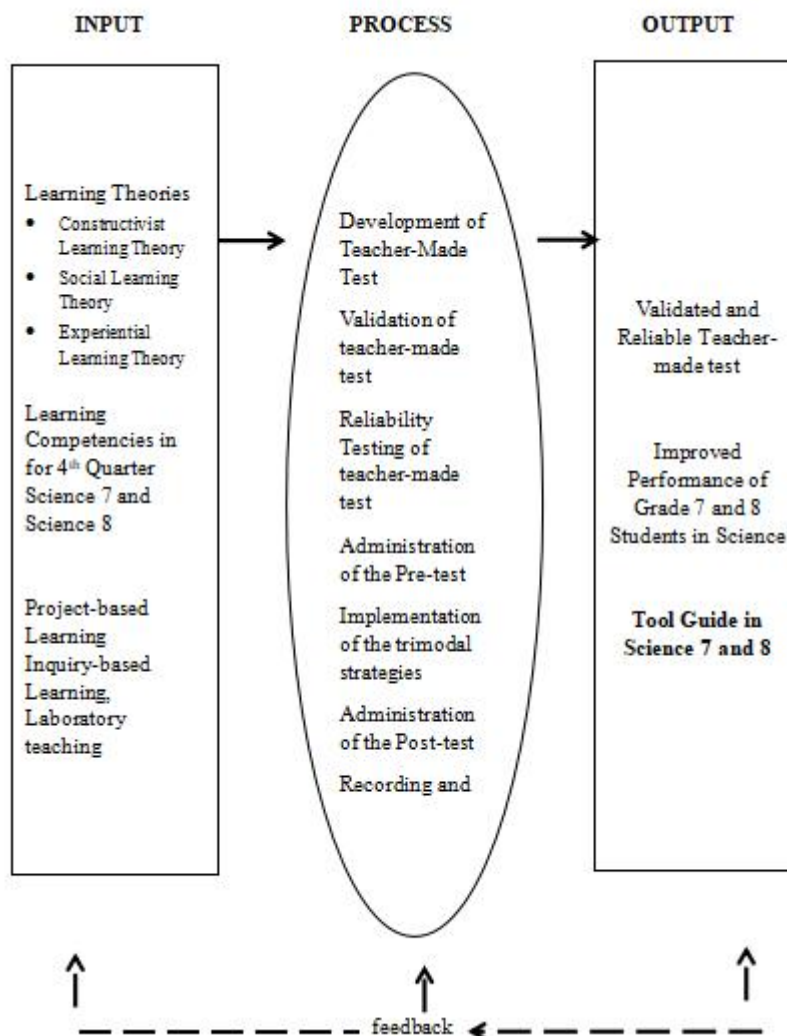 INPUT
PROCESS
OUTPUT
Learning Theories
• Constructivist
Learning Theory
• Social Learning
Theory
• Experiential
Learning Theory
Learning
Competencies in
for 4th Quarter
Science 7 and
Science 8
Project-based
Learning
Inquiry-based
Learning,
Laboratory
teaching
Development of
Teacher-Made
Test
Validation of
teacher-made
test
Reliability
Testing of
teacher-made
test
Administration
of the Pre-test
Implementation
of the trimodal
strategies
Administration
of the Post-test
Recording and
Validated and
Reliable Teacher-
made test
Improved
Performance of
Grade 7 and 8
Students in Science
Tool Guide in
Science 7 and 8
feedback